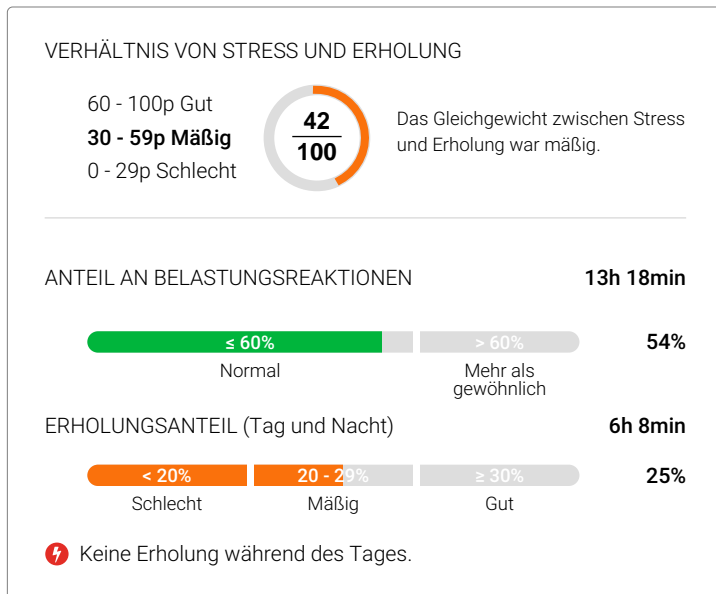 VERHÄLTNIS VON STRESS UND ERHOLUNG
60 - 100p Gut
30 - 59p Mäßig
0 - 29p Schlecht
42
100
Das Gleichgewicht zwischen Stress
und Erholung war mäßig.
ANTEIL AN BELASTUNGSREAKTIONEN 13h 18min
≤ 60% > 60% 54%
Normal Mehr als
gewöhnlich
ERHOLUNGSANTEIL (Tag und Nacht) 6h 8min
< 20% 20 - 29% ≥ 30% 25%
Schlecht Mäßig Gut
Keine Erholung während des Tages.